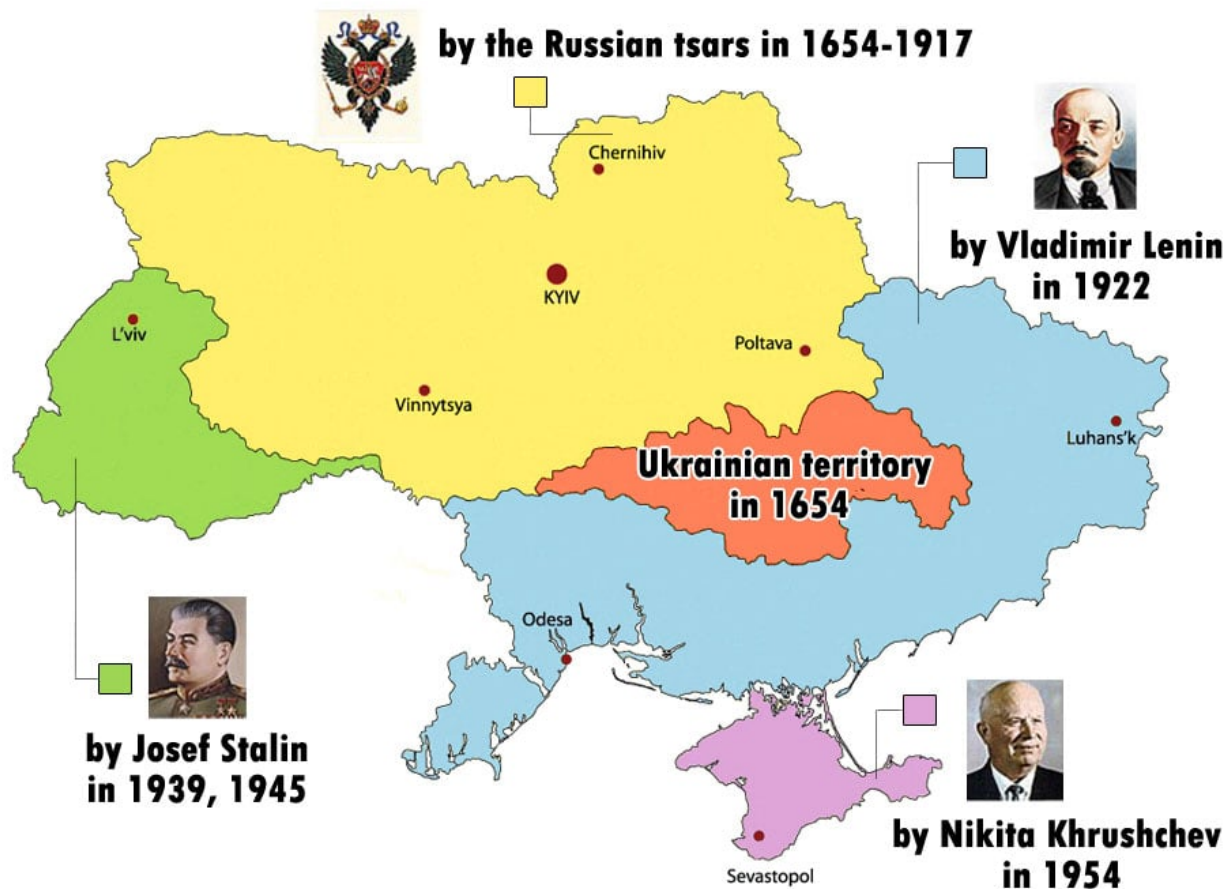 by the Russian tsars in 1654-1917
Chernihiv
by Vladimir Lenin
in 1922
KYIV
L'viv
Poltava
Vinnytsya
Luhans'k
Ukrainian territory
in 1654
Odesa
by Josef Stalin
in 1939, 1945
by Nikita Khrushchev
in 1954
Sevastopol